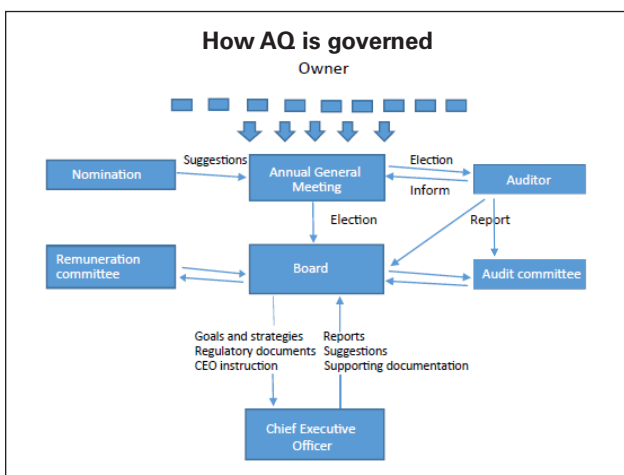 How AQ is governed
Owner
Suggestions
Election
Nomination
Annual General
Meeting
Auditor
Inform
Election
Report
Remuneration
committee
Board
Audit committee
Goals and strategies
Regulatory documents
CEO instruction
Reports
Suggestions
Supporting documentation
Chief Executive
Officer